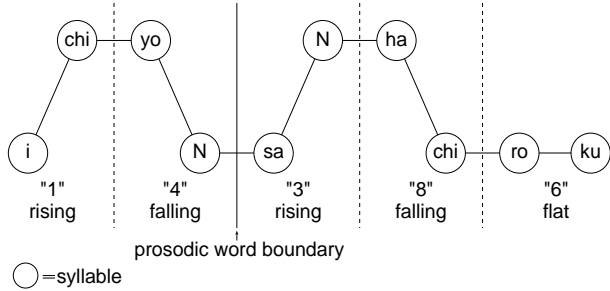 i chi yo N sa N ha chi ro ku
"1" "4" "3" "8" "6"
rising falling rising falling flat
prosodic word boundary
=syllable